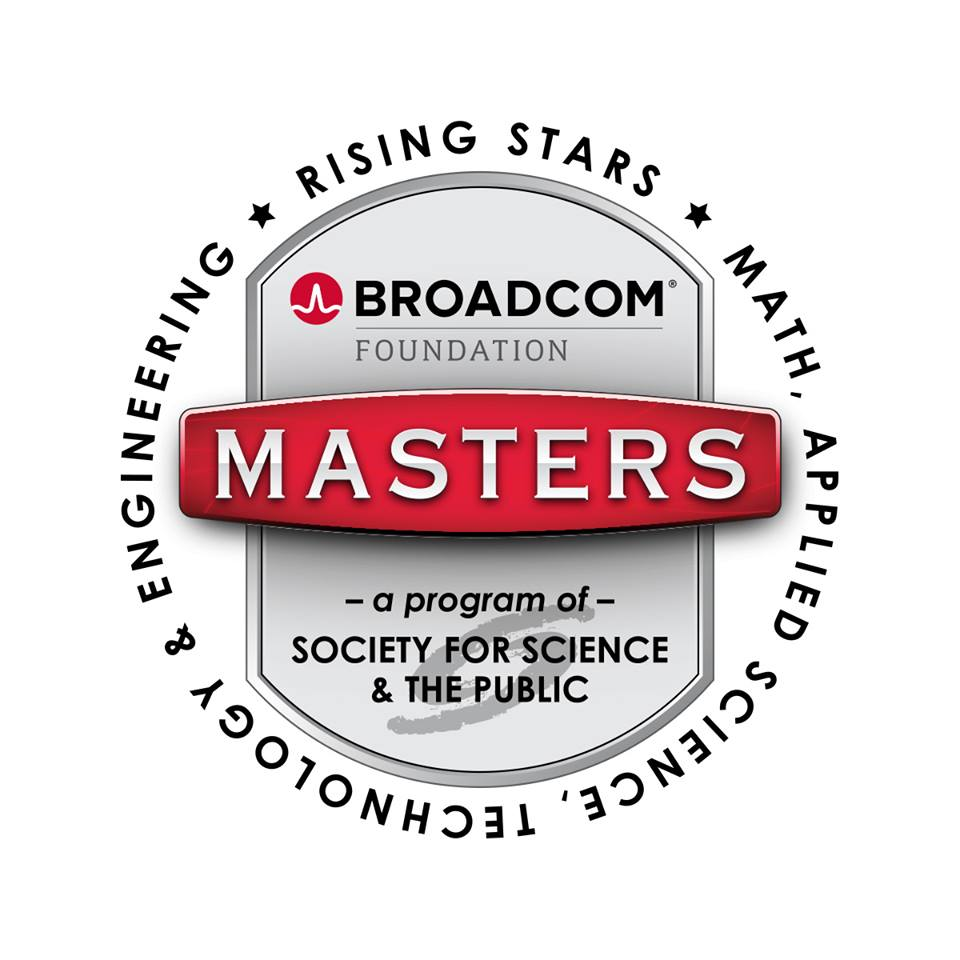 ★ RISING STARS ★ MATH, APPLIED SCIENCE, TECHNOLOGY & ENGINEERING
BROADCOM®
FOUNDATION
MASTERS
– a program of –
SOCIETY FOR SCIENCE
& THE PUBLIC